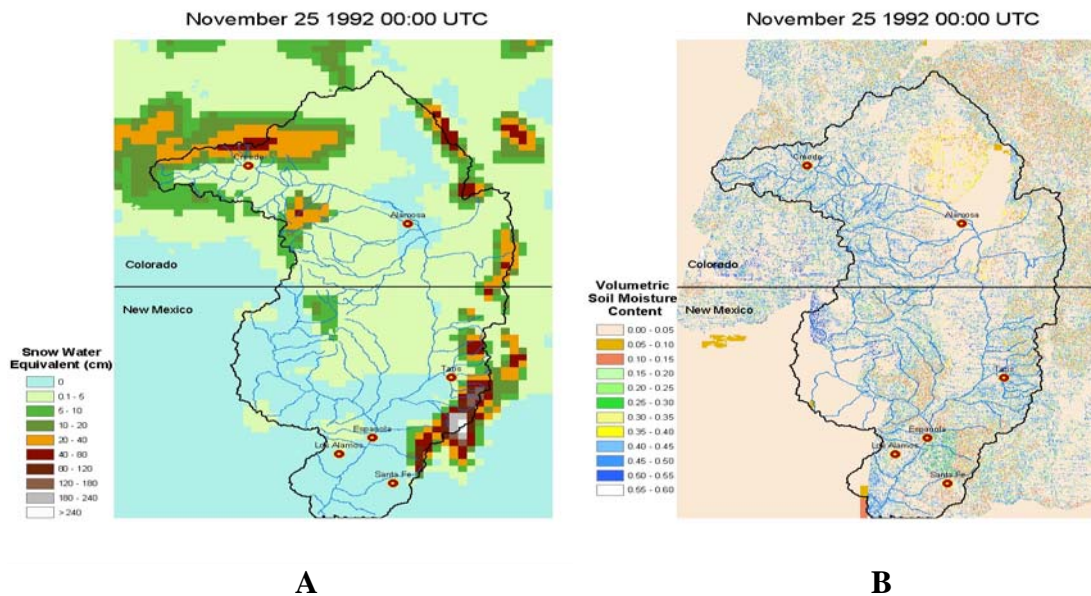 November 25 1992 00:00 UTC
Creede
Alamosa
Colorado
New Mexico
Snow Water
Equivalent (cm)
0
0.1 - 5
5 - 10
10 - 20
20 - 40
40 - 80
80 - 120
120 - 180
180 - 240
> 240
Taos
Española
Los Alamos
Santa Fe
A
November 25 1992 00:00 UTC
Creede
Alamosa
Colorado
New Mexico
Volumetric
Soil Moisture
Content
0.00 - 0.05
0.05 - 0.10
0.10 - 0.15
0.15 - 0.20
0.20 - 0.25
0.25 - 0.30
0.30 - 0.35
0.35 - 0.40
0.40 - 0.45
0.45 - 0.50
0.50 - 0.55
0.55 - 0.60
Taos
Española
Los Alamos
Santa Fe
B